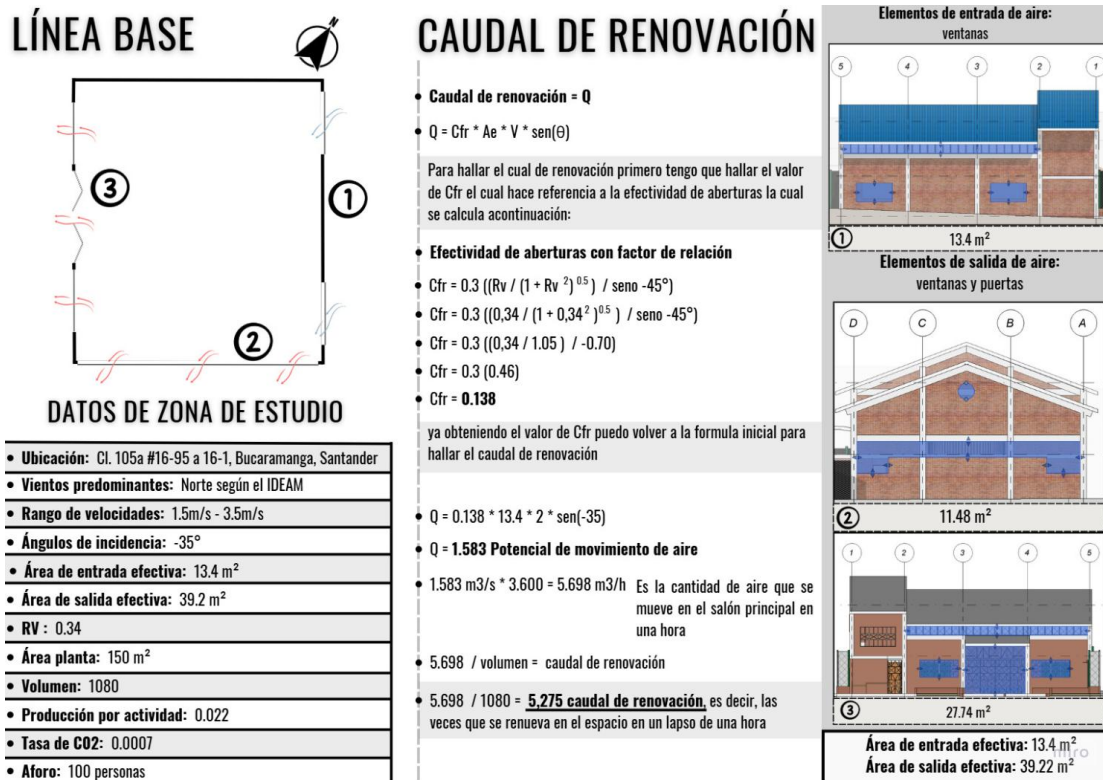 LÍNEA BASE
N
3
1
2
DATOS DE ZONA DE ESTUDIO
• Ubicación: Cl. 105a #16-95 a 16-1, Bucaramanga, Santander
• Vientos predominantes: Norte según el IDEAM
• Rango de velocidades: 1.5m/s - 3.5m/s
• Ángulos de incidencia: -35°
• Área de entrada efectiva: 13.4 m²
• Área de salida efectiva: 39.2 m²
• RV : 0.34
• Área planta: 150 m²
• Volumen: 1080
• Producción por actividad: 0.022
• Tasa de CO2: 0.0007
• Aforo: 100 personas
CAUDAL DE RENOVACIÓN
• Caudal de renovación = Q
• Q = Cfr * Ae * V * sen(θ)
Para hallar el cual de renovación primero tengo que hallar el valor
de Cfr el cual hace referencia a la efectividad de aberturas la cual
se calcula acontinuación:
• Efectividad de aberturas con factor de relación
• Cfr = 0.3 ((Rv / (1 + Rv ²) 0.5 ) / seno -45°)
• Cfr = 0.3 ((0,34 / (1 + 0,34 ² ) 0.5 ) / seno -45°)
• Cfr = 0.3 ((0,34 / 1.05 ) / -0.70)
• Cfr = 0.3 (0.46)
• Cfr = 0.138
ya obteniendo el valor de Cfr puedo volver a la formula inicial para
hallar el caudal de renovación
• Q = 0.138 * 13.4 * 2 * sen(-35)
• Q = 1.583 Potencial de movimiento de aire
• 1.583 m3/s * 3.600 = 5.698 m3/h Es la cantidad de aire que se
mueve en el salón principal en
una hora
• 5.698 / volumen = caudal de renovación
• 5.698 / 1080 = 5,275 caudal de renovación, es decir, las
veces que se renueva en el espacio en un lapso de una hora
Elementos de entrada de aire:
ventanas
5 4 3 2 1
1 13.4 m²
Elementos de salida de aire:
ventanas y puertas
D C B A
2 11.48 m²
1 2 3 4 5
3 27.74 m²
Área de entrada efectiva: 13.4 m²
Área de salida efectiva: 39.22 m²
miro